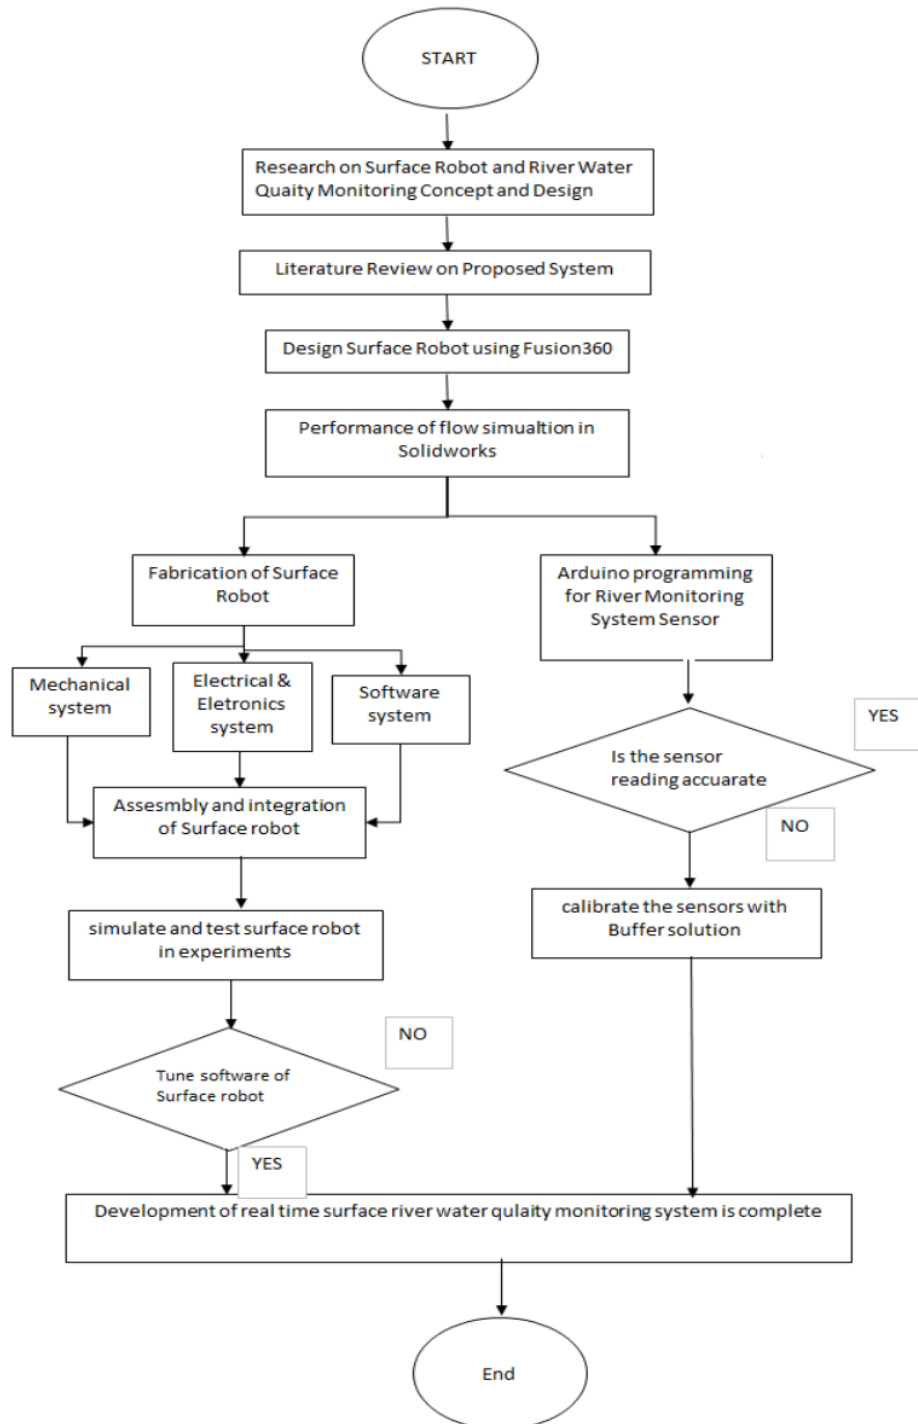 START
Research on Surface Robot and River Water
Quaity Monitoring Concept and Design
Literature Review on Proposed System
Design Surface Robot using Fusion360
Performance of flow simualtion in
Solidworks
Fabrication of Surface
Robot
Arduino programming
for River Monitoring
System Sensor
Mechanical
system
Electrical &
Eletronics
system
Software
system
YES
Is the sensor
reading accuarate
NO
Assesmbly and integration
of Surface robot
calibrate the sensors with
Buffer solution
simulate and test surface robot
in experiments
NO
Tune software of
Surface robot
YES
Development of real time surface river water qulaity monitoring system is complete
End